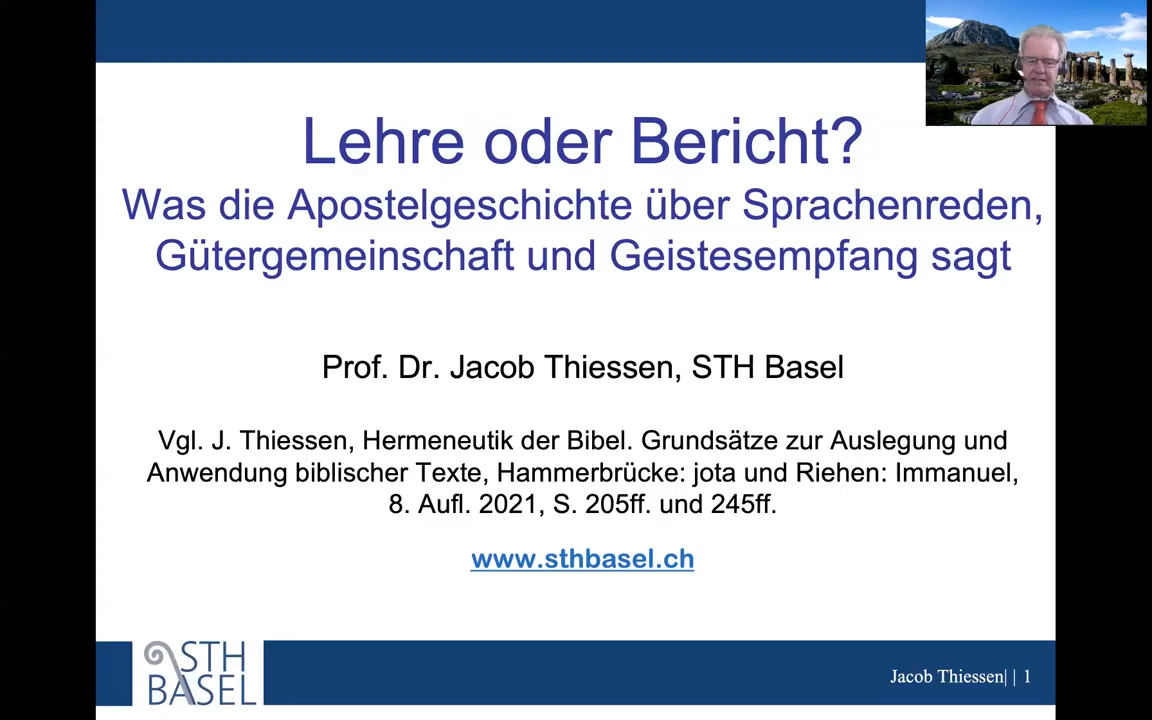 Lehre oder Bericht?
Was die Apostelgeschichte über Sprachenreden,
Gütergemeinschaft und Geistesempfang sagt
Prof. Dr. Jacob Thiessen, STH Basel
Vgl. J. Thiessen, Hermeneutik der Bibel. Grundsätze zur Auslegung und
Anwendung biblischer Texte, Hammerbrücke: jota und Riehen: Immanuel,
8. Aufl. 2021, S. 205ff. und 245ff.
www.sthbasel.ch
STH
BASEL
Jacob Thiessen| | 1